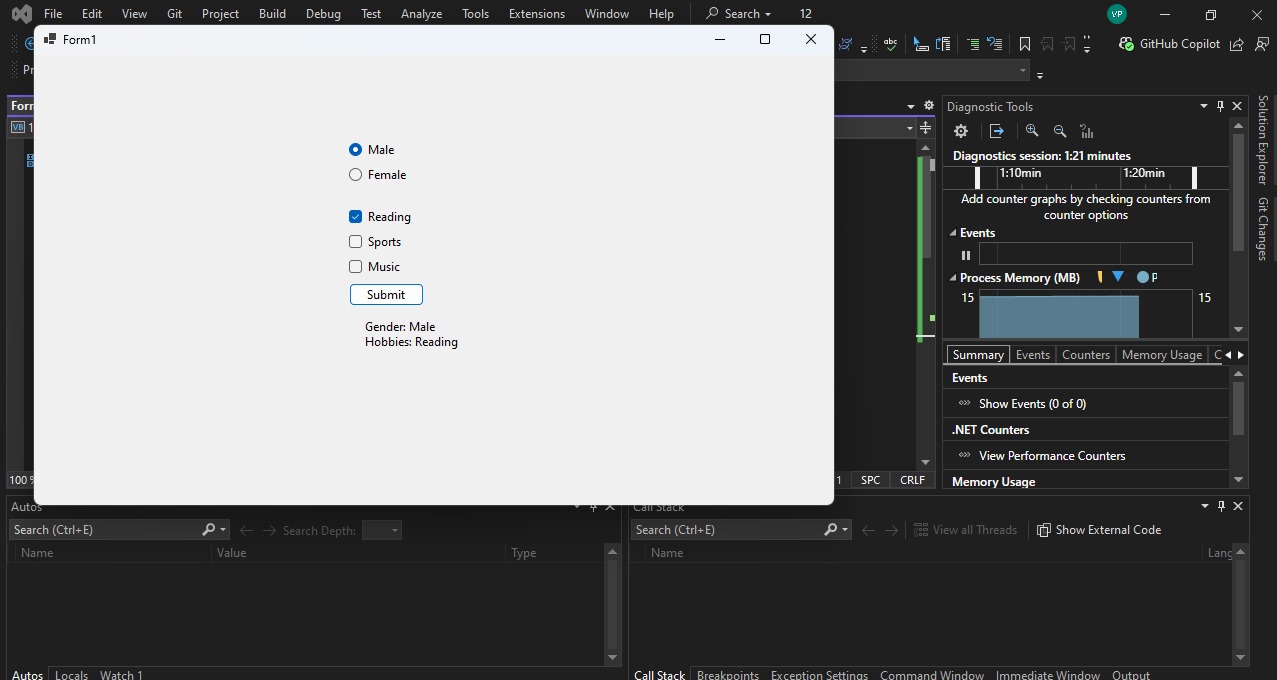 File Edit View Git Project Build Debug Test Analyze Tools Extensions Window Help Search 12 VP
Form1
abc
GitHub Copilot
Form
VB 1
Male
Female
Reading
Sports
Music
Submit
Gender: Male
Hobbies: Reading
100 %
1 SPC CRLF
Diagnostic Tools
Diagnostics session: 1:21 minutes
1:10min 1:20min
Add counter graphs by checking counters from
counter options
Events
Process Memory (MB) P
15 15
Summary Events Counters Memory Usage C
Events
Show Events (0 of 0)
.NET Counters
View Performance Counters
Memory Usage
Solution Explorer
Git Changes
Autos
Search (Ctrl+E) Search Depth:
Name Value Type
Autos Locals Watch 1
Call Stack
Search (Ctrl+E) View all Threads Show External Code
Name Lang
Call Stack Breakpoints Exception Settings Command Window Immediate Window Output